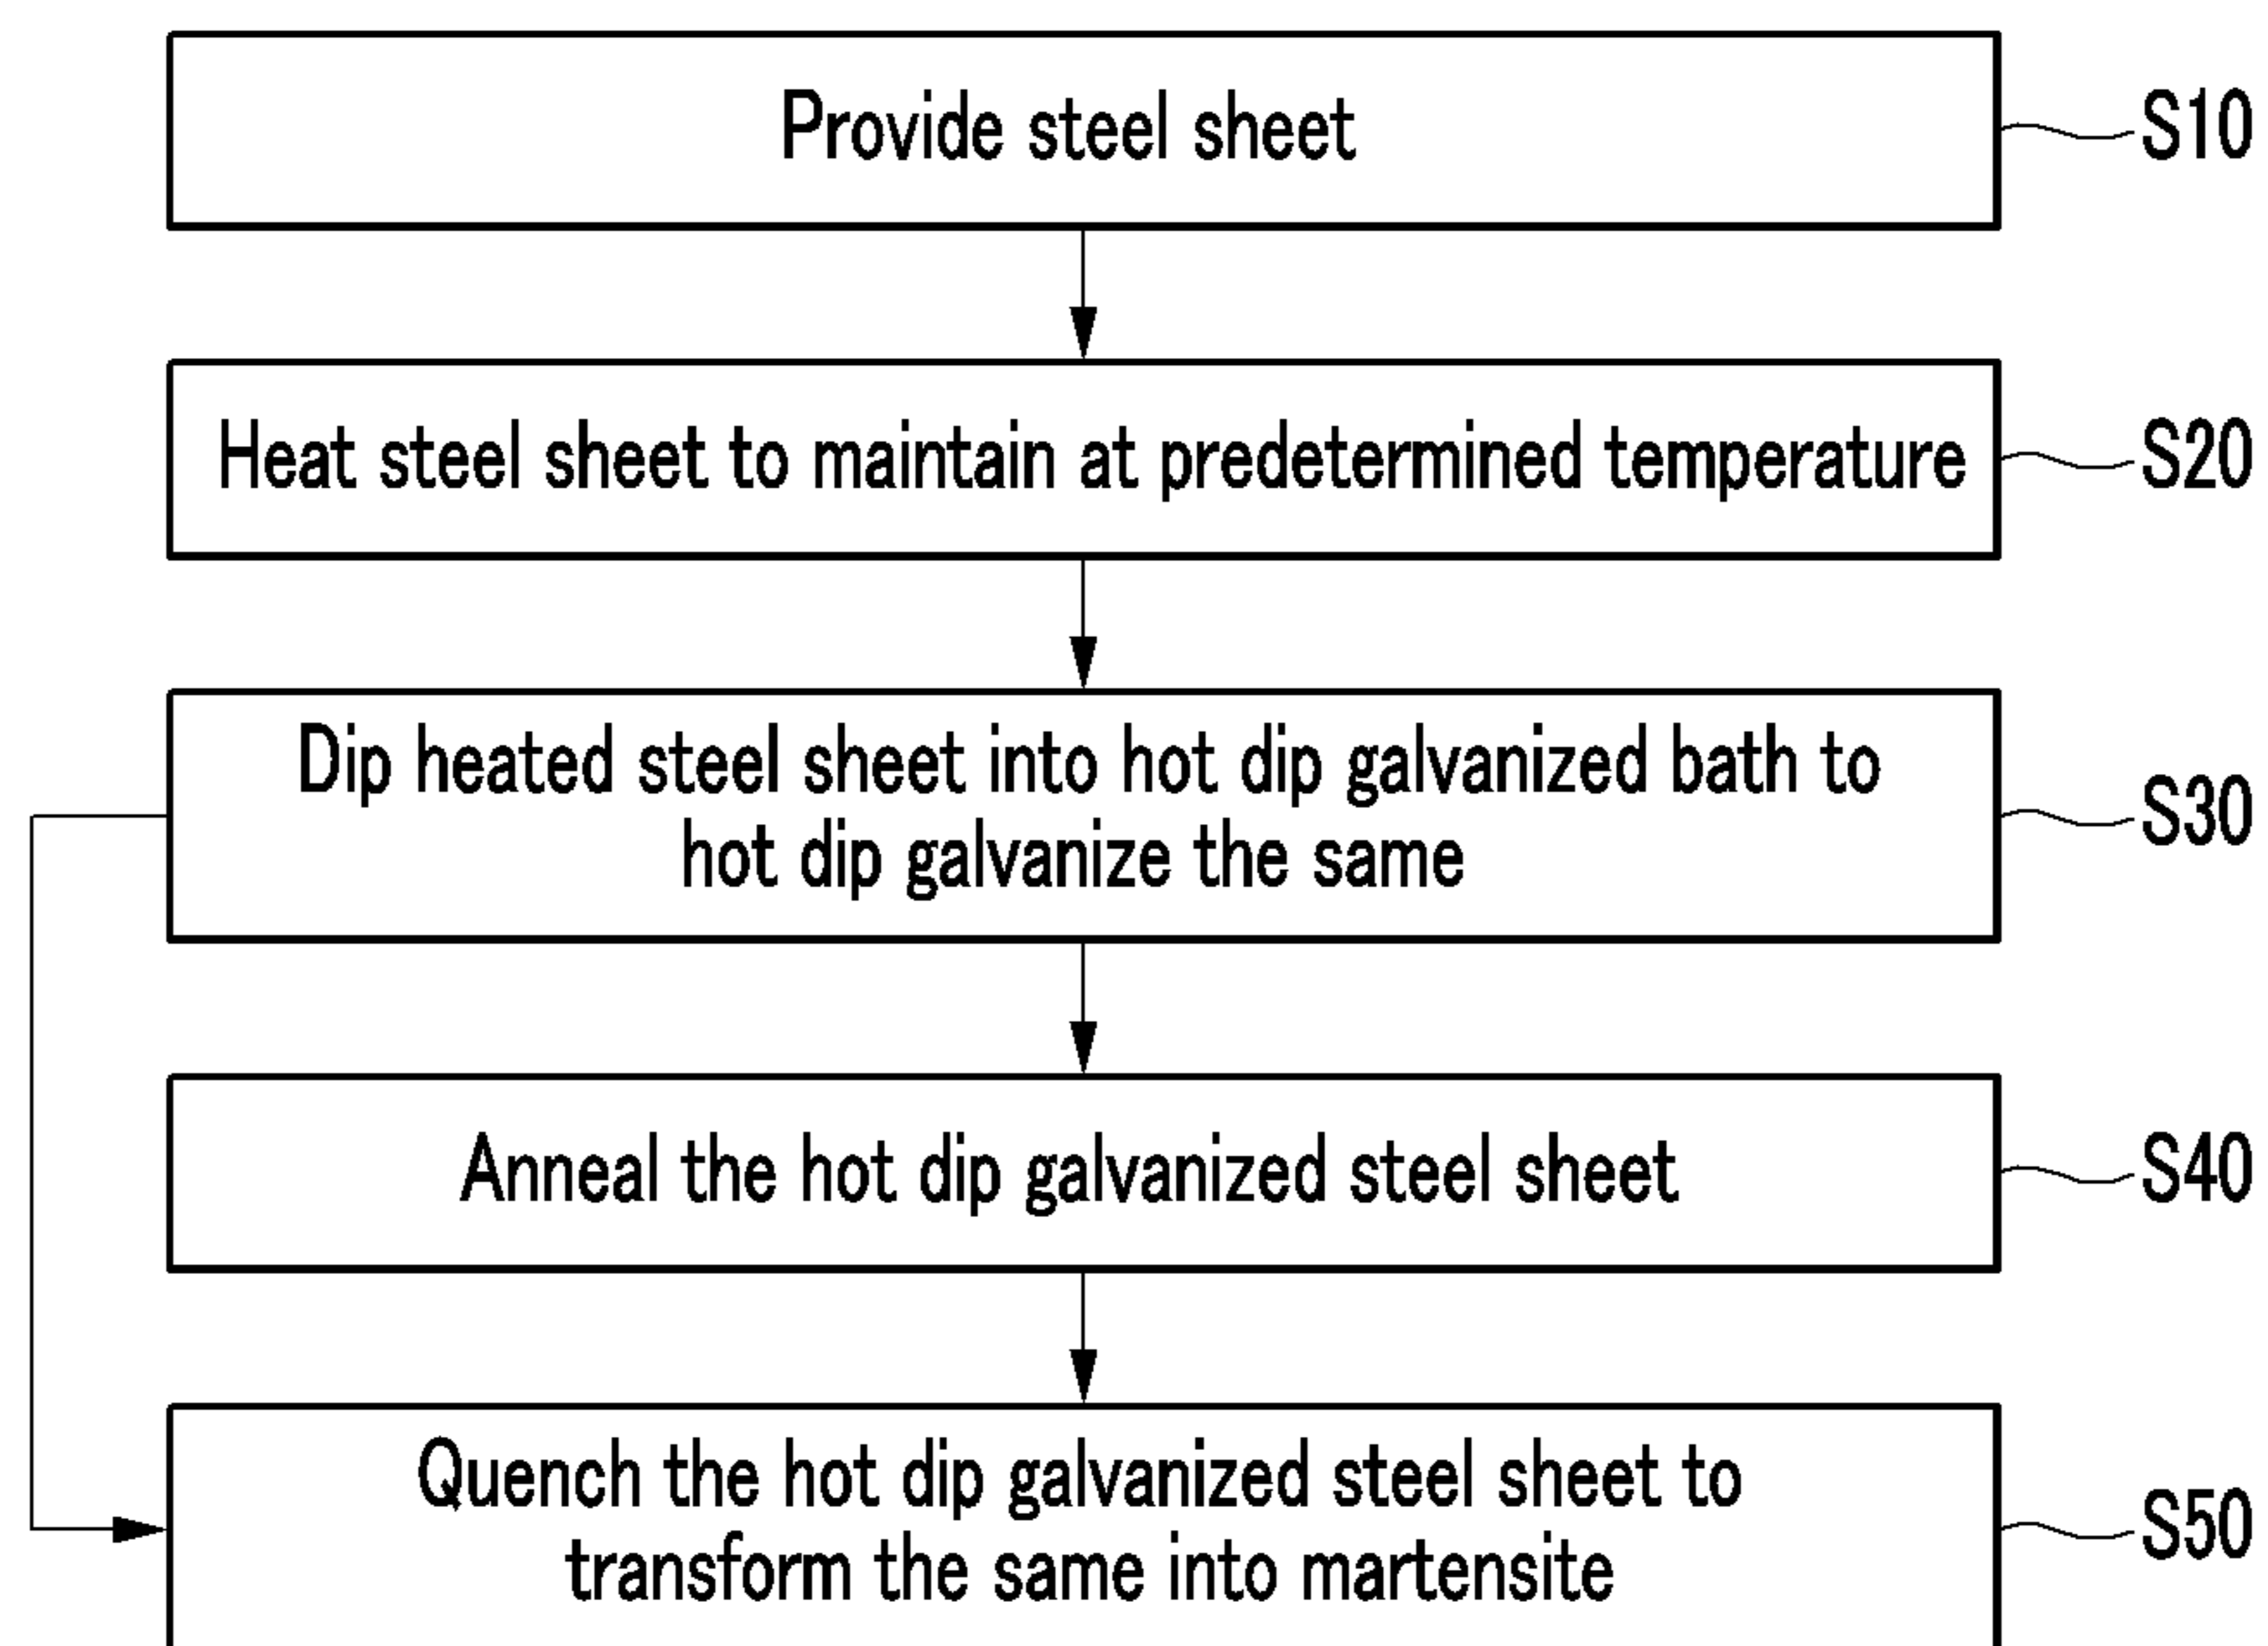 Provide steel sheet
S10
Heat steel sheet to maintain at predetermined temperature
S20
Dip heated steel sheet into hot dip galvanized bath to
hot dip galvanize the same
S30
Anneal the hot dip galvanized steel sheet
S40
Quench the hot dip galvanized steel sheet to
transform the same into martensite
S50